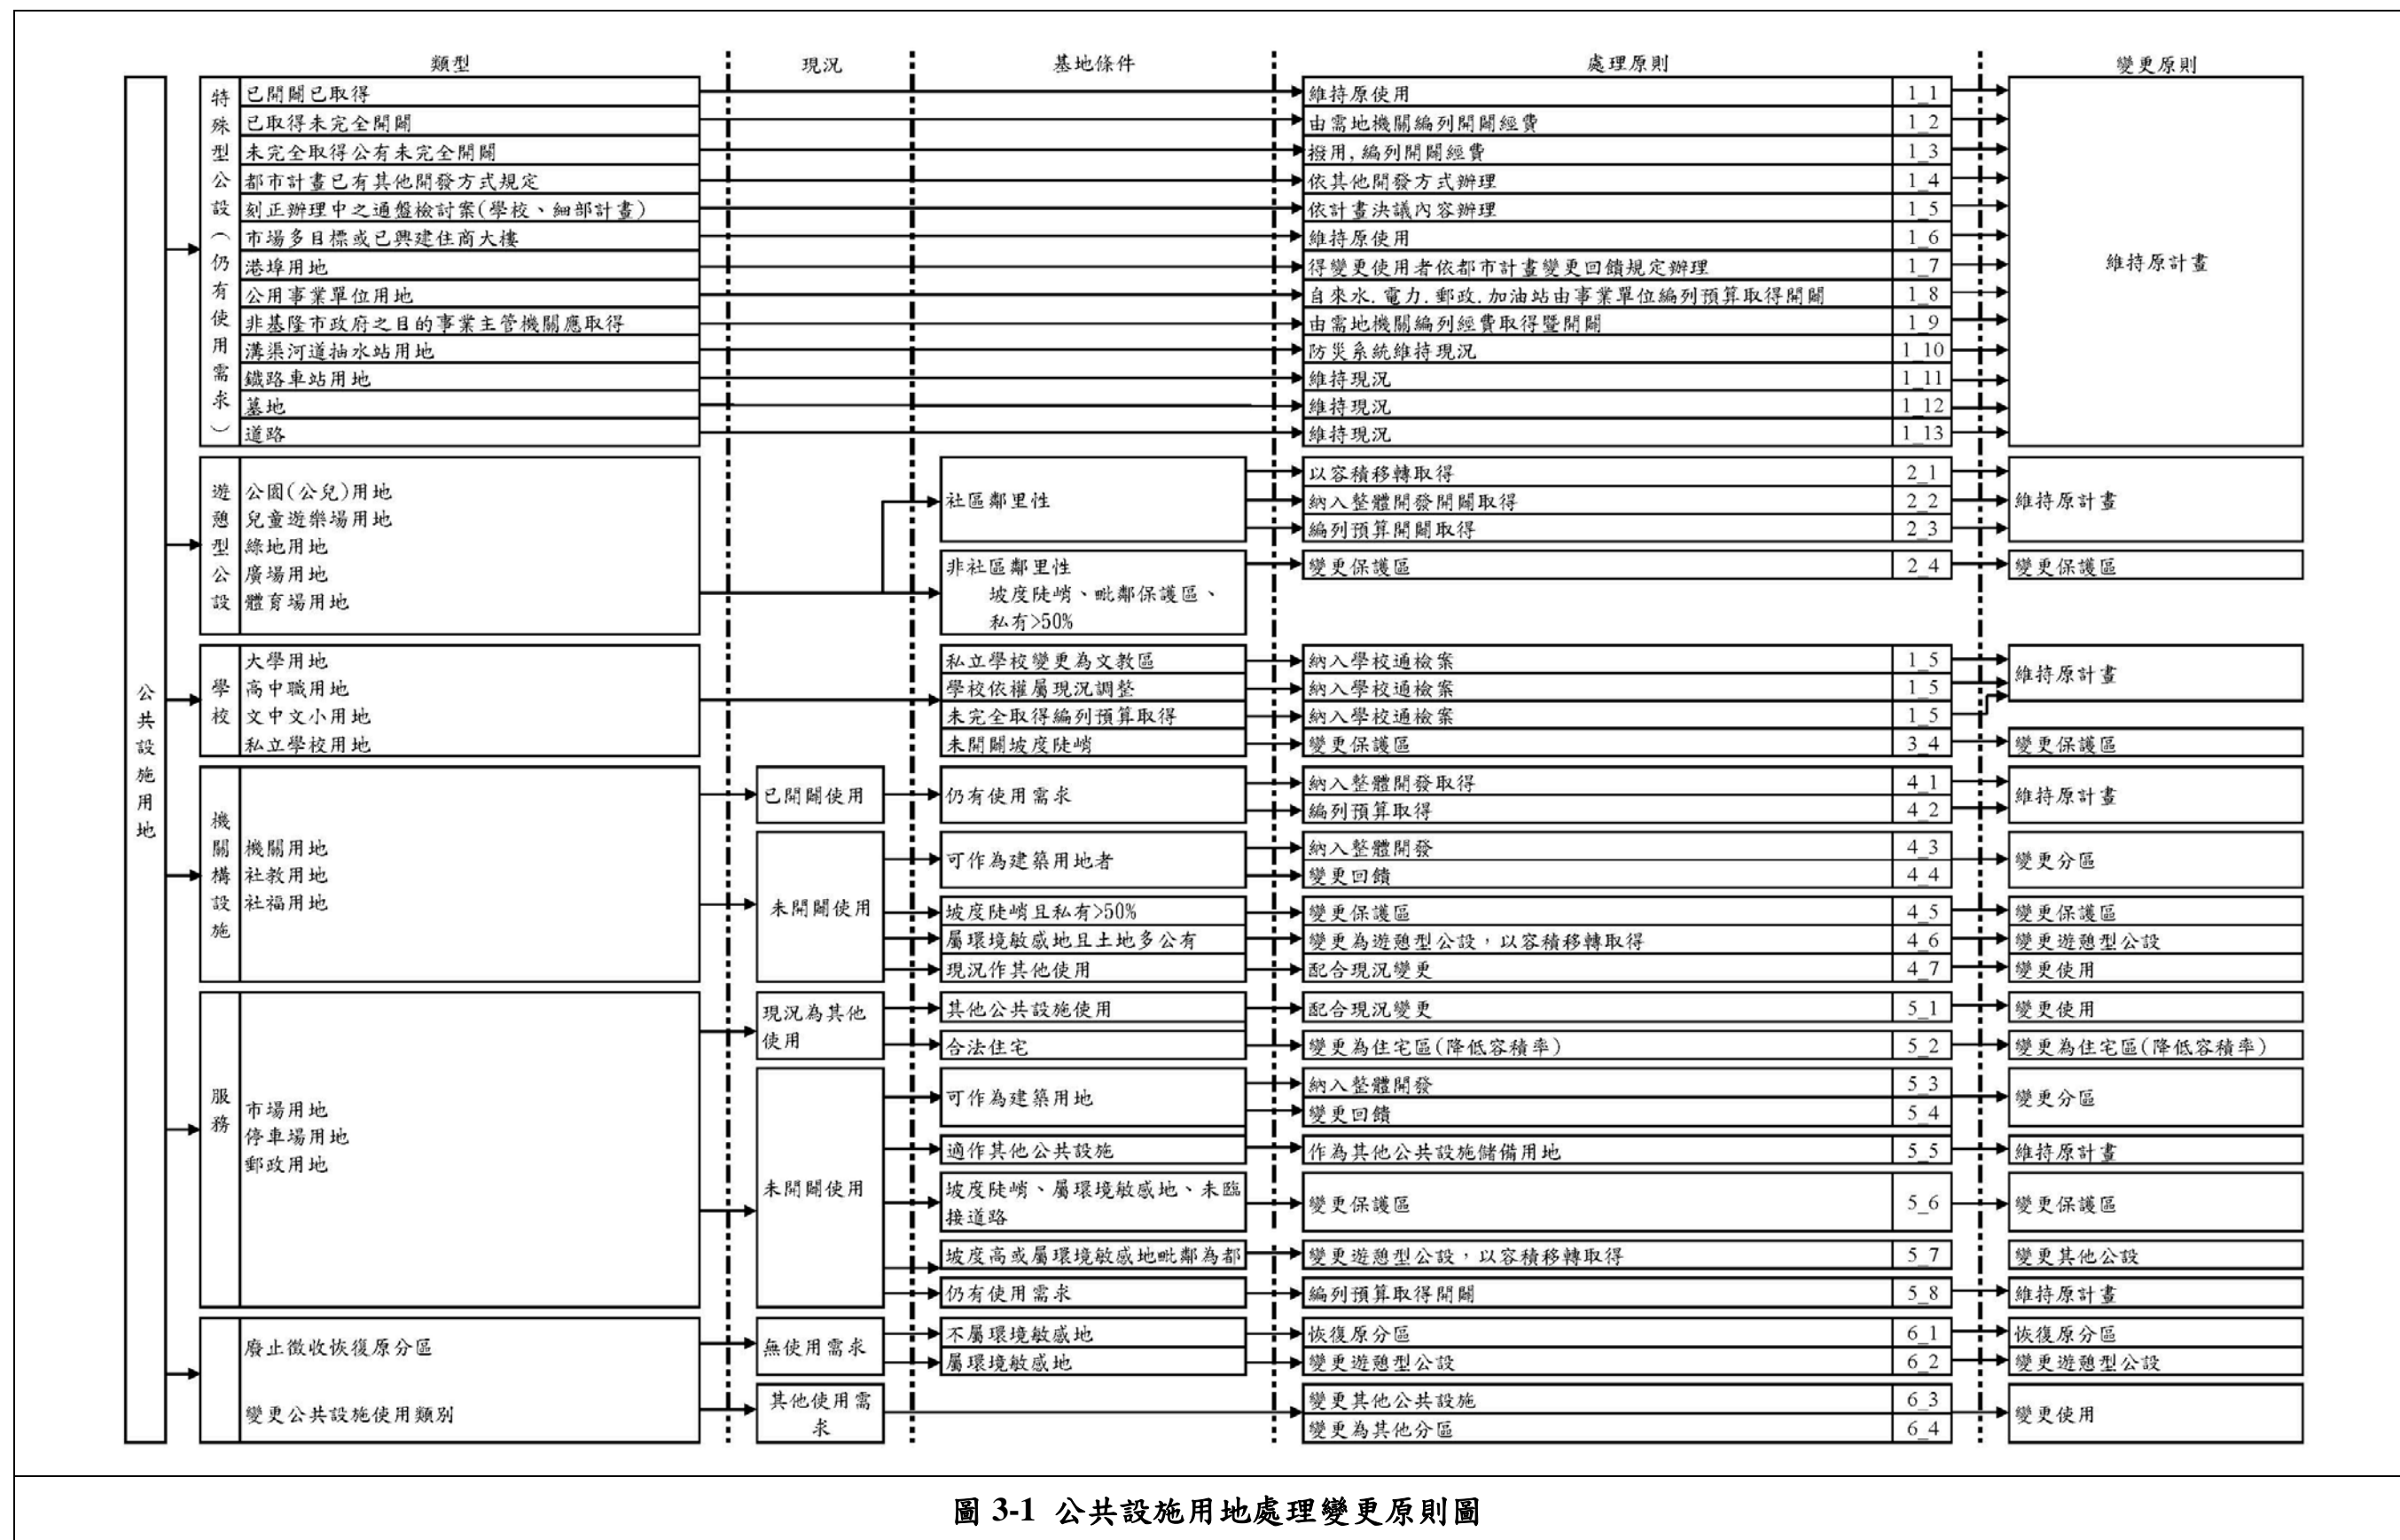 類型 現況 基地條件 處理原則 變更原則
公共設施用地
特殊型公設(仍有使用需求)
已開闢已取得 維持原使用 1_1
已取得未完全開闢 由需地機關編列開闢經費 1_2
未完全取得公有未完全開闢 撥用,編列開闢經費 1_3
都市計畫已有其他開發方式規定 依其他開發方式辦理 1_4
刻正辦理中之通盤檢討案(學校、細部計畫) 依計畫決議內容辦理 1_5
市場多目標或已興建住商大樓 維持原使用 1_6
港埠用地 得變更使用者依都市計畫變更回饋規定辦理 1_7
維持原計畫
公用事業單位用地 自來水.電力.郵政.加油站由事業單位編列預算取得開闢 1_8
非基隆市政府之目的事業主管機關應取得 由需地機關編列經費取得暨開闢 1_9
溝渠河道抽水站用地 防災系統維持現況 1_10
鐵路車站用地 維持現況 1_11
墓地 維持現況 1_12
道路 維持現況 1_13
遊憩型公設
公園(公兒)用地
兒童遊樂場用地
綠地用地
廣場用地
體育場用地
社區鄰里性
以容積移轉取得 2_1
納入整體開發開闢取得 2_2
編列預算開闢取得 2_3
維持原計畫
非社區鄰里性
坡度陡峭、毗鄰保護區、
私有>50%
變更保護區 2_4 變更保護區
學校
大學用地
高中職用地
文中文小用地
私立學校用地
私立學校變更為文教區 納入學校通檢案 1_5
學校依權屬現況調整 納入學校通檢案 1_5
未完全取得編列預算取得 納入學校通檢案 1_5
維持原計畫
未開闢坡度陡峭 變更保護區 3_4 變更保護區
機關構設施
機關用地
社教用地
社福用地
已開闢使用 仍有使用需求
納入整體開發取得 4_1
編列預算取得 4_2
維持原計畫
未開闢使用
可作為建築用地者
納入整體開發 4_3
變更回饋 4_4
變更分區
坡度陡峭且私有>50% 變更保護區 4_5 變更保護區
屬環境敏感地且土地多公有 變更為遊憩型公設,以容積移轉取得 4_6 變更遊憩型公設
現況作其他使用 配合現況變更 4_7 變更使用
服務
市場用地
停車場用地
郵政用地
現況為其他
使用
其他公共設施使用 配合現況變更 5_1 變更使用
合法住宅 變更為住宅區(降低容積率) 5_2 變更為住宅區(降低容積率)
未開闢使用
可作為建築用地
納入整體開發 5_3
變更回饋 5_4
變更分區
適作其他公共設施 作為其他公共設施儲備用地 5_5 維持原計畫
坡度陡峭、屬環境敏感地、未臨
接道路
變更保護區 5_6 變更保護區
坡度高或屬環境敏感地毗鄰為都 變更遊憩型公設,以容積移轉取得 5_7 變更其他公設
仍有使用需求 編列預算取得開闢 5_8 維持原計畫
廢止徵收恢復原分區
無使用需求
不屬環境敏感地 恢復原分區 6_1 恢復原分區
屬環境敏感地 變更遊憩型公設 6_2 變更遊憩型公設
變更公共設施使用類別
其他使用需
求
變更其他公共設施 6_3
變更為其他分區 6_4
變更使用
圖 3-1 公共設施用地處理變更原則圖